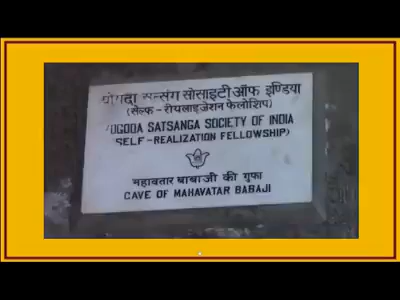 योगदा सत्संग सोसाइटी ऑफ इण्डिया
(सेल्फ-रीयलाइजेशन फेलोशिप)
YOGODA SATSANGA SOCIETY OF INDIA
SELF-REALIZATION FELLOWSHIP)
महावतार बाबाजी की गुफा
CAVE OF MAHAVATAR BABAJI